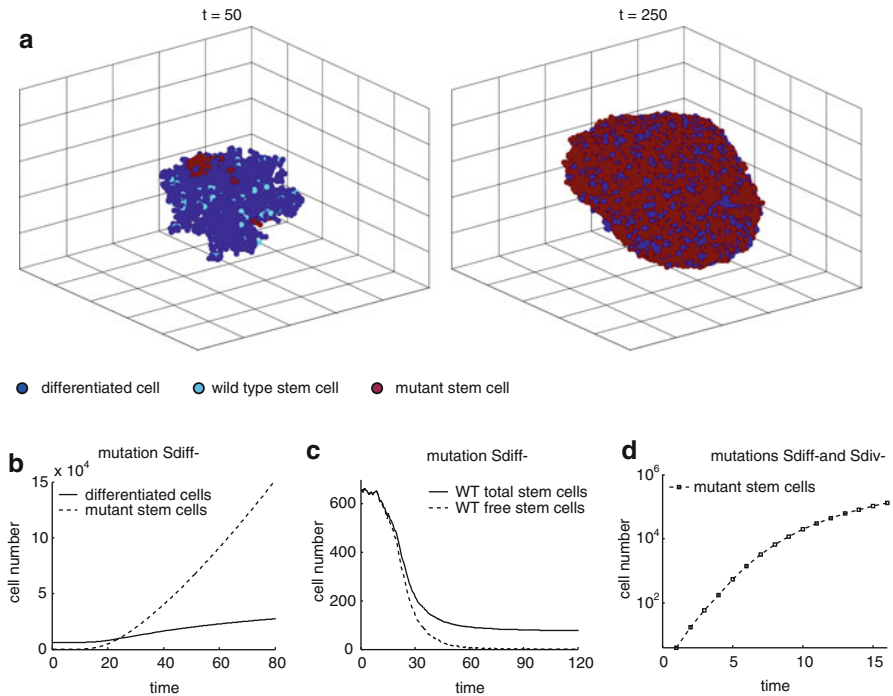 t = 50
t = 250
a
differentiated cell
wild type stem cell
mutant stem cell
b
mutation Sdiff-
x 10^4
15
10
5
0
cell number
differentiated cells
mutant stem cells
0 20 40 60 80
time
c
mutation Sdiff-
600
400
200
0
cell number
WT total stem cells
WT free stem cells
0 30 60 90 120
time
d
mutations Sdiff-and Sdiv-
10^6
10^4
10^2
cell number
mutant stem cells
0 5 10 15
time